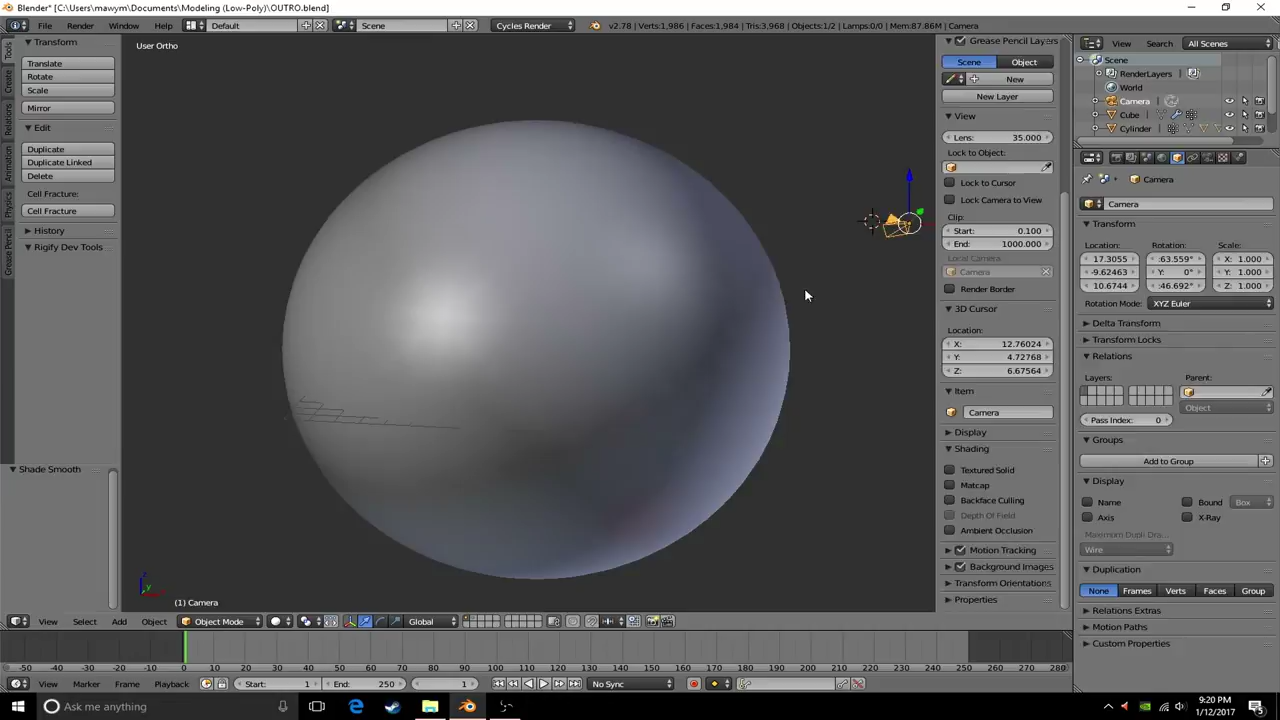 Blender* [C:\Users\mawym\Documents\Modeling (Low-Poly)\OUTRO.blend]
File Render Window Help Default Scene Cycles Render v2.78 | Verts:1,986 | Faces:1,984 | Tris:3,968 | Objects:1/2 | Lamps:0/0 | Mem:87.86M | Camera
Tools
Create
Relations
Animation
Physics
Grease Pencil
Transform
Translate
Rotate
Scale
Mirror
Edit
Duplicate
Duplicate Linked
Delete
Cell Fracture:
Cell Fracture
History
Rigify Dev Tools
Shade Smooth
User Ortho
(1) Camera
Grease Pencil Layers
Scene Object
New
New Layer
View
Lens: 35.000
Lock to Object:
Lock to Cursor
Lock Camera to View
Clip:
Start: 0.100
End: 1000.000
Local Camera
Camera
Render Border
3D Cursor
Location:
X: 12.76024
Y: 4.72768
Z: 6.67564
Item
Camera
Display
Shading
Textured Solid
Matcap
Backface Culling
Depth Of Field
Ambient Occlusion
Motion Tracking
Background Images
Transform Orientations
Properties
View Search All Scenes
Scene
RenderLayers
World
Camera
Cube
Cylinder
Camera
Camera
Transform
Location: Rotation: Scale:
17.3055 :63.559° X: 1.000
-9.62463 Y: 0° Y: 1.000
10.6744 :46.692° Z: 1.000
Rotation Mode: XYZ Euler
Delta Transform
Transform Locks
Relations
Layers: Parent:
Object
Pass Index: 0
Groups
Add to Group
Display
Name Bound Box
Axis X-Ray
Maximum Dupli Dra...
Wire
Duplication
None Frames Verts Faces Group
Relations Extras
Motion Paths
Custom Properties
View Select Add Object Object Mode Global
-50 -40 -30 -20 -10 0 10 20 30 40 50 60 70 80 90 100 110 120 130 140 150 160 170 180 190 200 210 220 230 240 250 260 270 280
View Marker Frame Playback Start: 1 End: 250 1 No Sync
Ask me anything
9:20 PM
1/12/2017
5